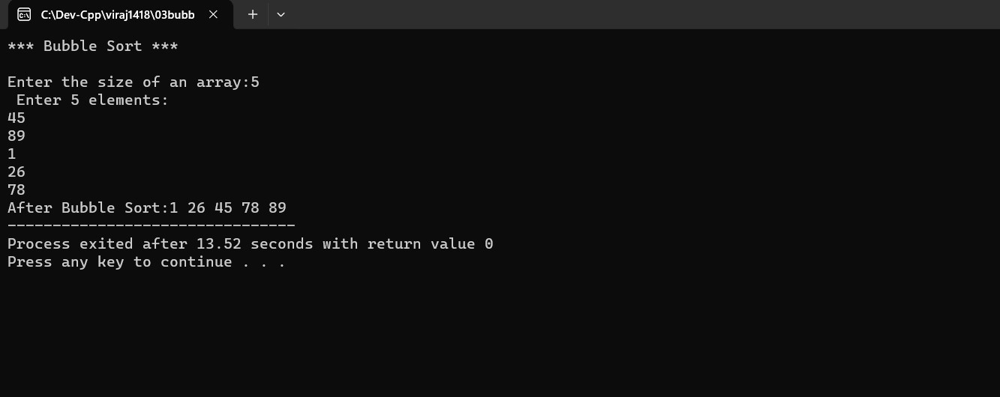 C:\Dev-Cpp\viraj1418\03bubb
*** Bubble Sort ***
Enter the size of an array:5
 Enter 5 elements:
45
89
1
26
78
After Bubble Sort:1 26 45 78 89
--------------------------------
Process exited after 13.52 seconds with return value 0
Press any key to continue . . .